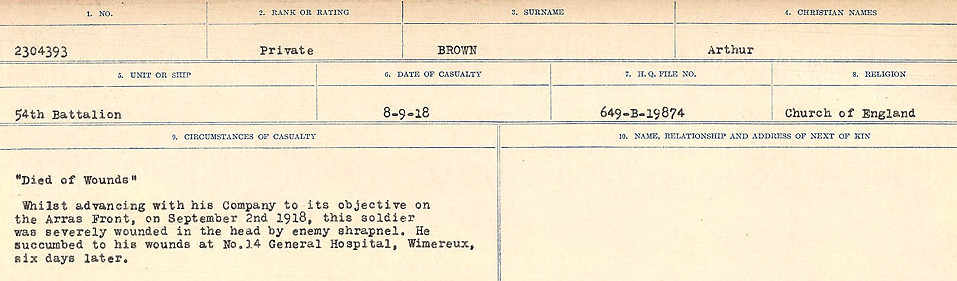 1. NO. 2. RANK OR RATING 3. SURNAME 4. CHRISTIAN NAMES
2304393 Private BROWN Arthur
5. UNIT OR SHIP 6. DATE OF CASUALTY 7. H.Q. FILE NO. 8. RELIGION
54th Battalion 8-9-18 649-B-19874 Church of England
9. CIRCUMSTANCES OF CASUALTY 10. NAME, RELATIONSHIP AND ADDRESS OF NEXT OF KIN
"Died of Wounds"
Whilst advancing with his Company to its objective on
the Arras Front, on September 2nd 1918, this soldier
was severely wounded in the head by enemy shrapnel. He
succumbed to his wounds at No.14 General Hospital, Wimereux,
six days later.